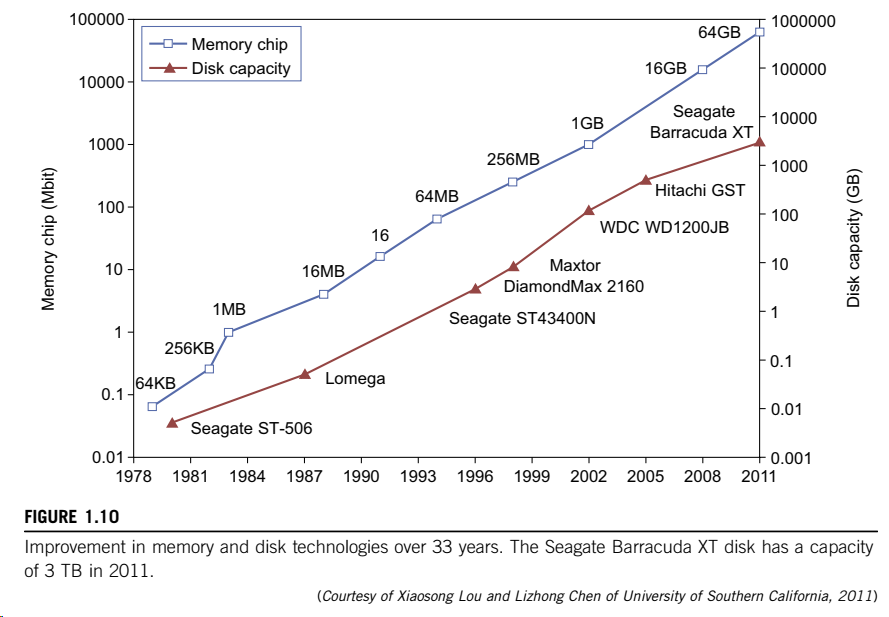 100000
10000
1000
100
10
1
0.1
0.01
Memory chip (Mbit)
Memory chip
Disk capacity
64KB
256KB
1MB
16MB
16
64MB
256MB
1GB
16GB
64GB
Seagate ST-506
Lomega
Seagate ST43400N
Maxtor
DiamondMax 2160
WDC WD1200JB
Hitachi GST
Seagate
Barracuda XT
1000000
100000
10000
1000
100
10
1
0.1
0.01
0.001
Disk capacity (GB)
1978 1981 1984 1987 1990 1993 1996 1999 2002 2005 2008 2011
FIGURE 1.10
Improvement in memory and disk technologies over 33 years. The Seagate Barracuda XT disk has a capacity
of 3 TB in 2011.
(Courtesy of Xiaosong Lou and Lizhong Chen of University of Southern California, 2011)